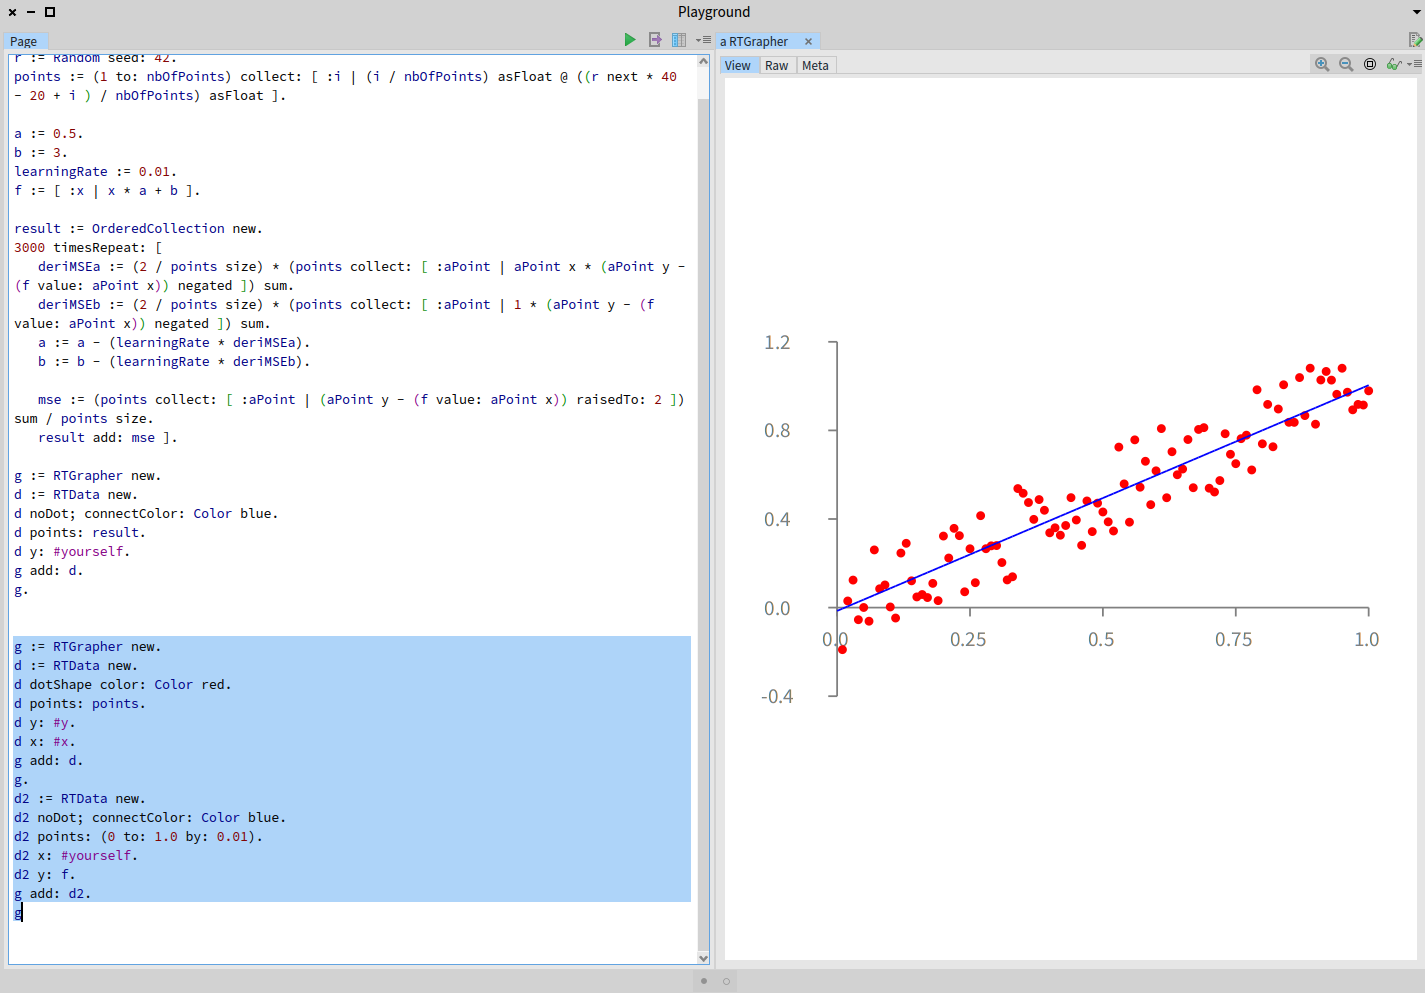 Playground
Page
r := Random seed: 42.
points := (1 to: nbOfPoints) collect: [ :i | (i / nbOfPoints) asFloat @ ((r next * 40
- 20 + i ) / nbOfPoints) asFloat ].
a := 0.5.
b := 3.
learningRate := 0.01.
f := [ :x | x * a + b ].
result := OrderedCollection new.
3000 timesRepeat: [
deriMSEa := (2 / points size) * (points collect: [ :aPoint | aPoint x * (aPoint y -
(f value: aPoint x)) negated ]) sum.
deriMSEb := (2 / points size) * (points collect: [ :aPoint | 1 * (aPoint y - (f
value: aPoint x)) negated ]) sum.
a := a - (learningRate * deriMSEa).
b := b - (learningRate * deriMSEb).
mse := (points collect: [ :aPoint | (aPoint y - (f value: aPoint x)) raisedTo: 2 ])
sum / points size.
result add: mse ].
g := RTGrapher new.
d := RTData new.
d noDot; connectColor: Color blue.
d points: result.
d y: #yourself.
g add: d.
g.
g := RTGrapher new.
d := RTData new.
d dotShape color: Color red.
d points: points.
d y: #y.
d x: #x.
g add: d.
g.
d2 := RTData new.
d2 noDot; connectColor: Color blue.
d2 points: (0 to: 1.0 by: 0.01).
d2 x: #yourself.
d2 y: f.
g add: d2.
g
a RTGrapher
View Raw Meta
1.2
0.8
0.4
0.0
0.0 0.25 0.5 0.75 1.0
-0.4